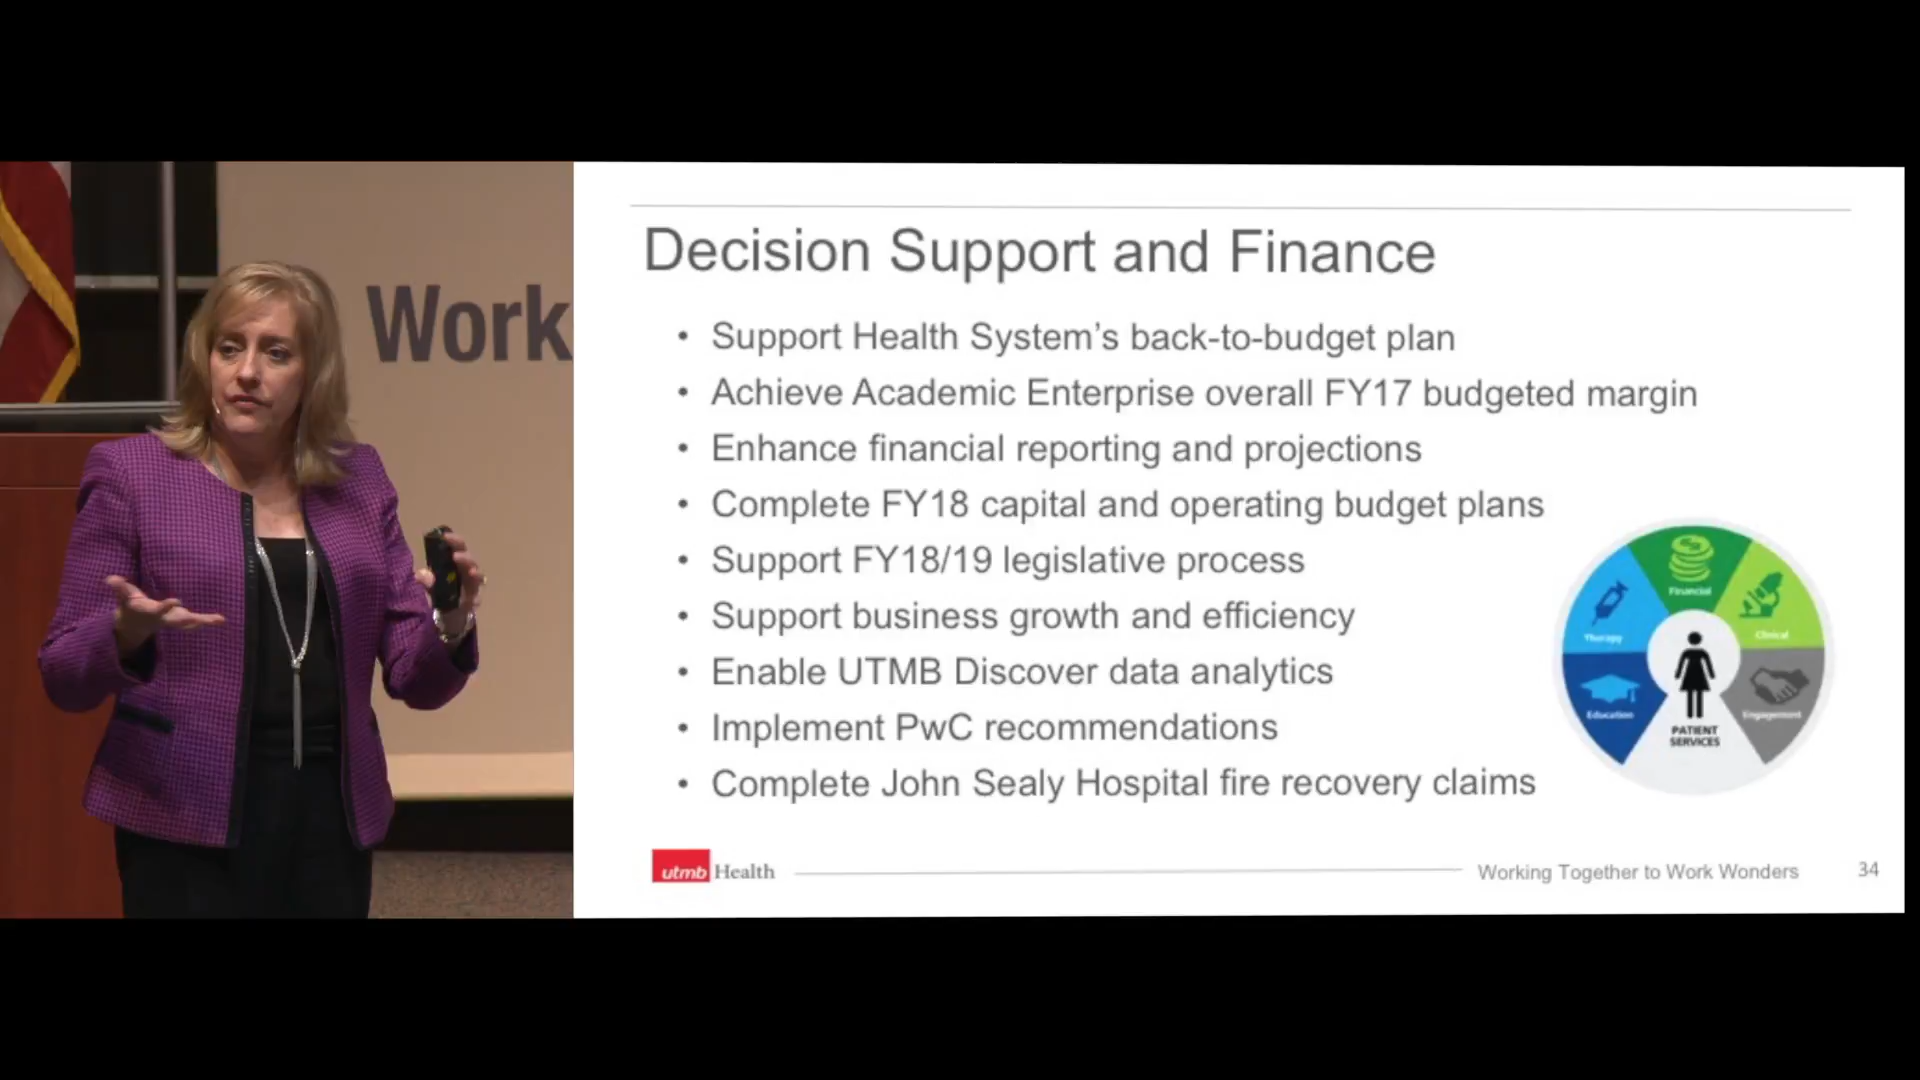 Work
Decision Support and Finance
• Support Health System's back-to-budget plan
• Achieve Academic Enterprise overall FY17 budgeted margin
• Enhance financial reporting and projections
• Complete FY18 capital and operating budget plans
• Support FY18/19 legislative process
• Support business growth and efficiency
• Enable UTMB Discover data analytics
• Implement PwC recommendations
• Complete John Sealy Hospital fire recovery claims
Financial
Therapy
Clinical
Education
Engagement
PATIENT
SERVICES
utmb Health
Working Together to Work Wonders
34